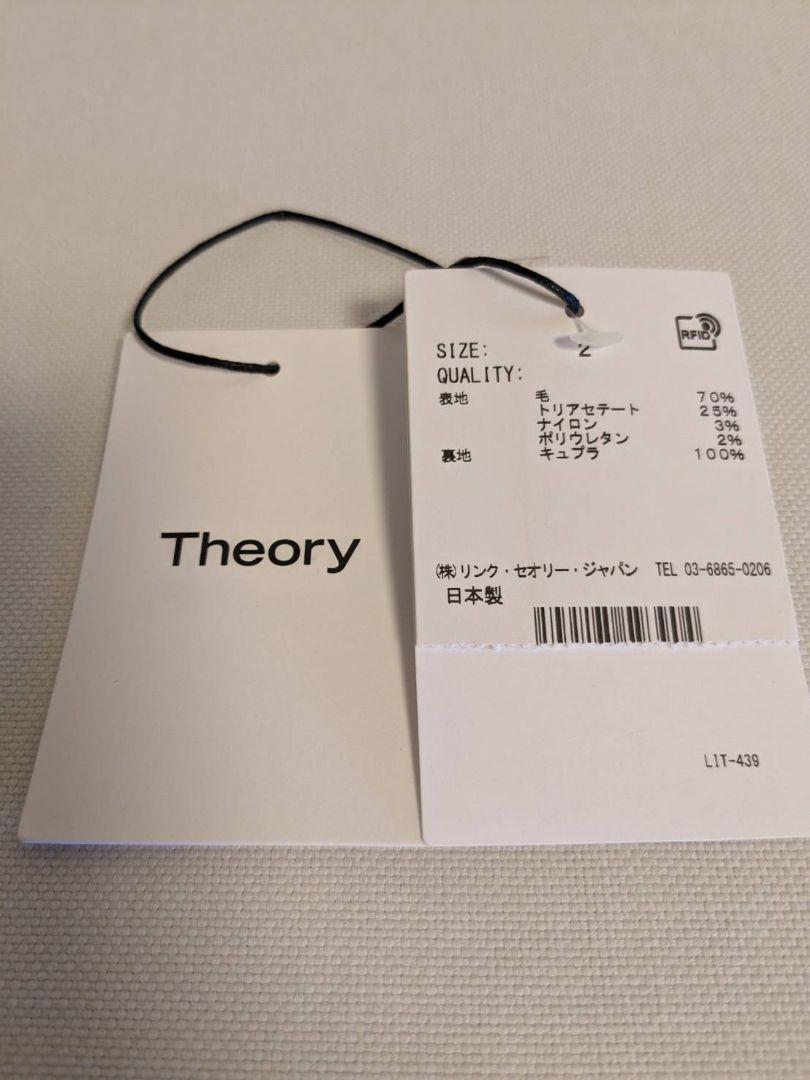 Theory
RFID
SIZE: 2
QUALITY:
表地 毛 70%
トリアセテート 25%
ナイロン 3%
ポリウレタン 2%
裏地 キュプラ 100%
㈱リンク・セオリー・ジャパン TEL 03-6865-0206
日本製
LIT-439